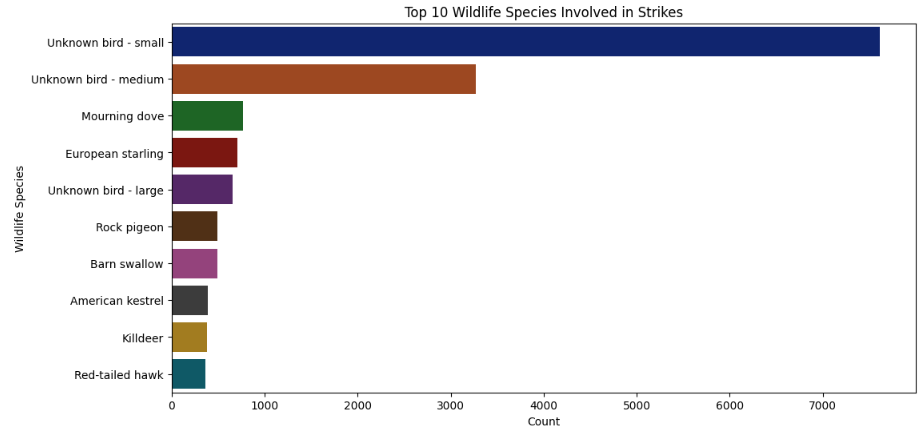 Top 10 Wildlife Species Involved in Strikes
Wildlife Species
Unknown bird - small
Unknown bird - medium
Mourning dove
European starling
Unknown bird - large
Rock pigeon
Barn swallow
American kestrel
Killdeer
Red-tailed hawk
0 1000 2000 3000 4000 5000 6000 7000
Count